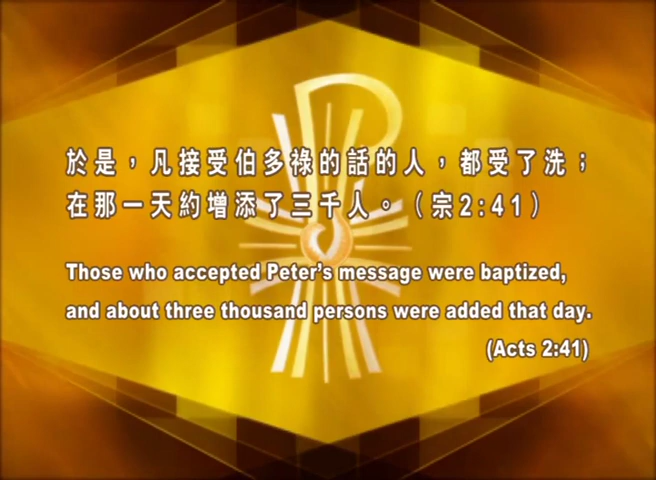 於是，凡接受伯多祿的話的人，都受了洗；
在那一天約增添了三千人。（宗2:41）
Those who accepted Peter's message were baptized,
and about three thousand persons were added that day.
(Acts 2:41)